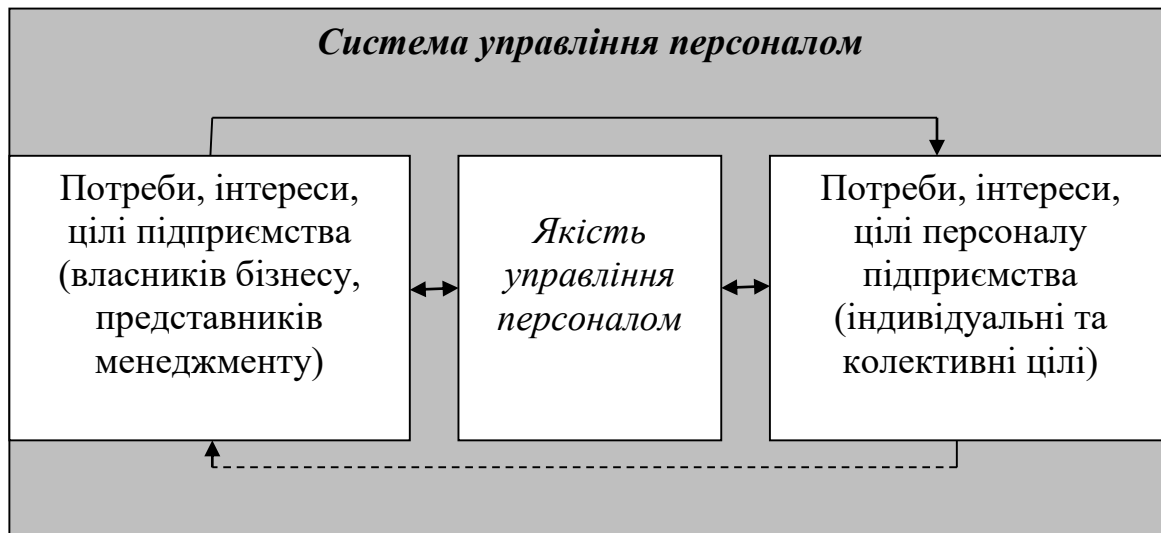 Система управління персоналом
Потреби, інтереси,
цілі підприємства
(власників бізнесу,
представників
менеджменту)
Якість
управління
персоналом
Потреби, інтереси,
цілі персоналу
підприємства
(індивідуальні та
колективні цілі)